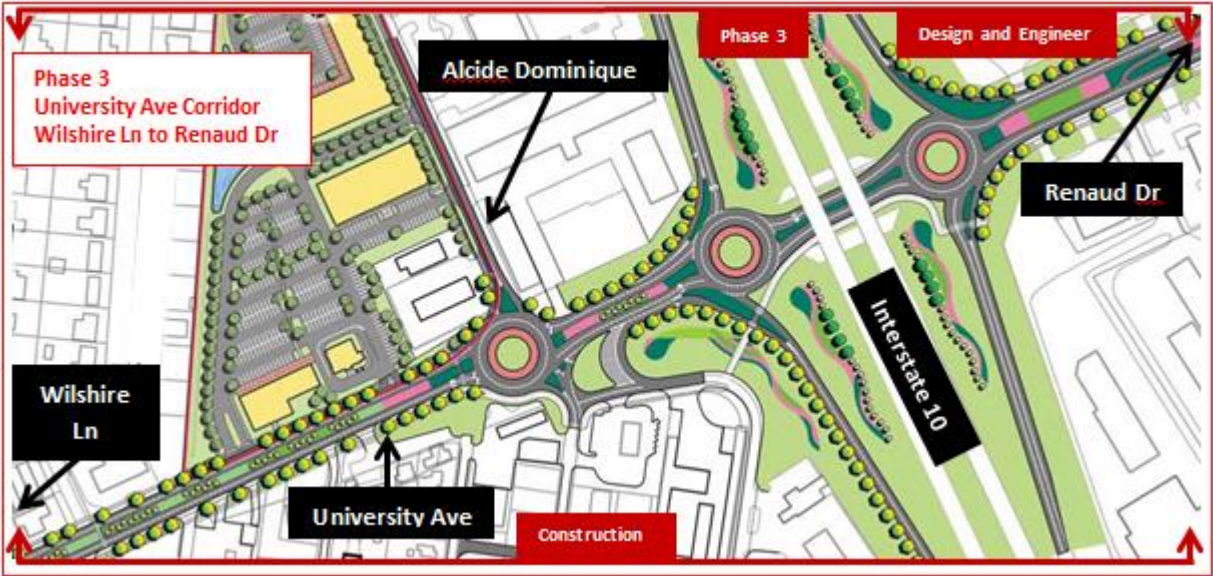 Phase 3
Design and Engineer
Alcide Dominique
Phase 3
University Ave Corridor
Wilshire Ln to Renaud Dr
Renaud Dr
Interstate 10
Wilshire
Ln
University Ave
Construction